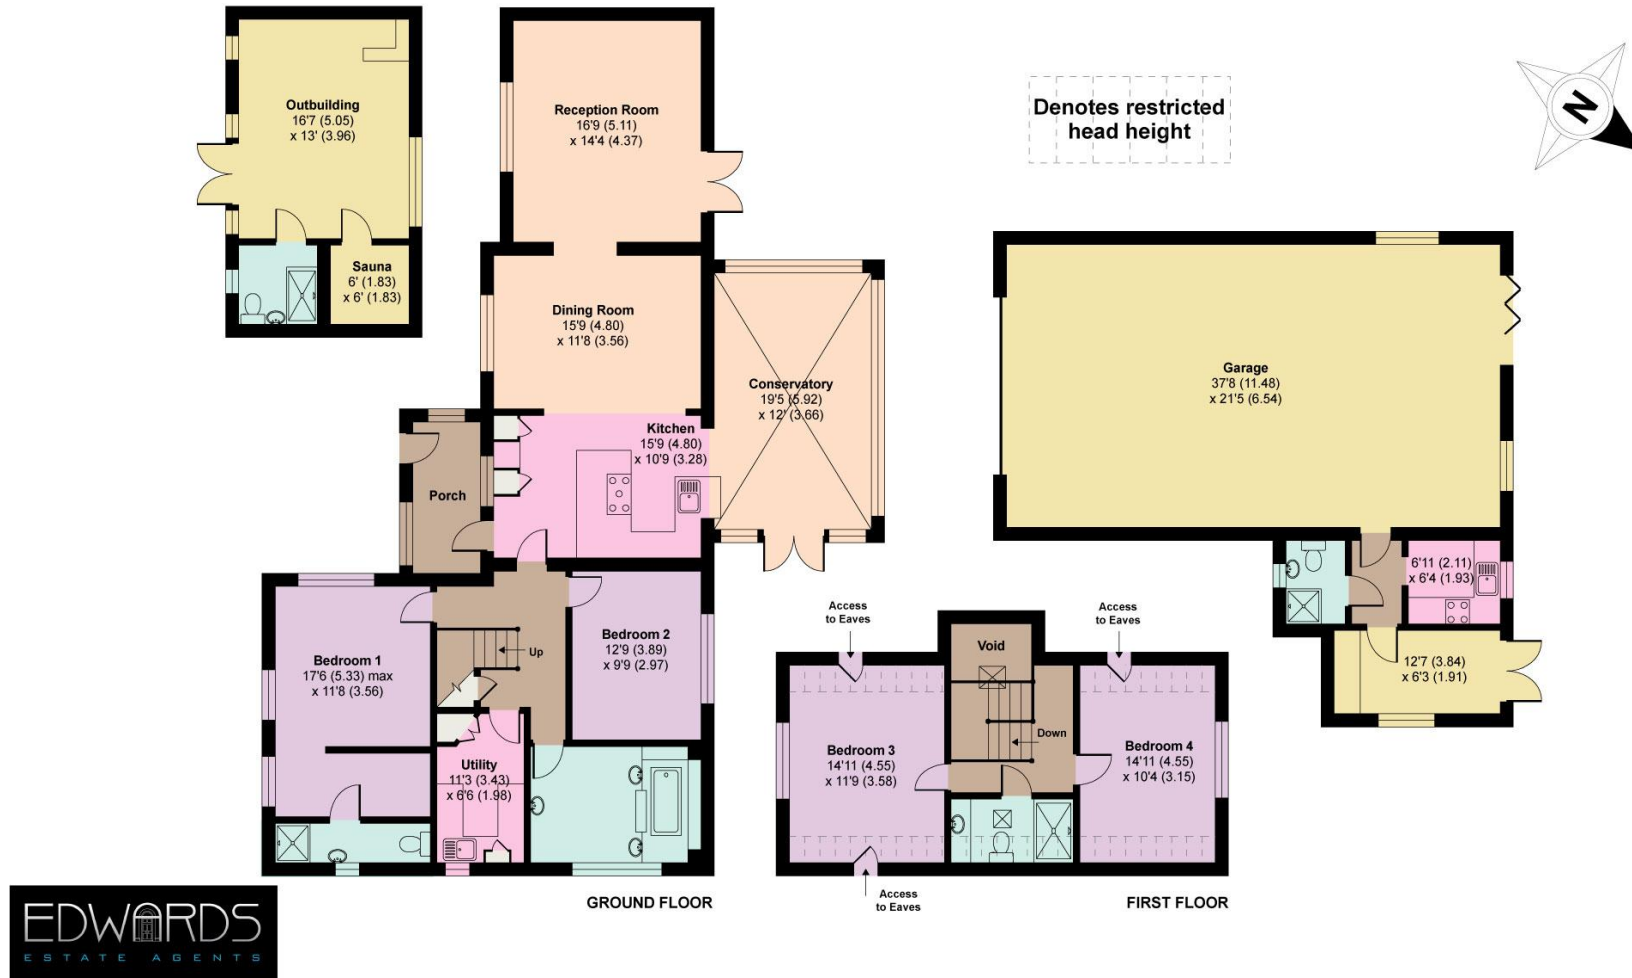 Outbuilding
16'7 (5.05)
x 13' (3.96)
Sauna
6' (1.83)
x 6' (1.83)
Reception Room
16'9 (5.11)
x 14'4 (4.37)
Dining Room
15'9 (4.80)
x 11'8 (3.56)
Conservatory
19'5 (5.92)
x 12' (3.66)
Kitchen
15'9 (4.80)
x 10'9 (3.28)
Porch
Bedroom 1
17'6 (5.33) max
x 11'8 (3.56)
Up
Bedroom 2
12'9 (3.89)
x 9'9 (2.97)
Utility
11'3 (3.43)
x 6'6 (1.98)
GROUND FLOOR
Denotes restricted
head height
N
Garage
37'8 (11.48)
x 21'5 (6.54)
6'11 (2.11)
x 6'4 (1.93)
12'7 (3.84)
x 6'3 (1.91)
Access
to Eaves
Access
to Eaves
Void
Down
Bedroom 3
14'11 (4.55)
x 11'9 (3.58)
Bedroom 4
14'11 (4.55)
x 10'4 (3.15)
Access
to Eaves
FIRST FLOOR
EDWARDS
ESTATE AGENTS